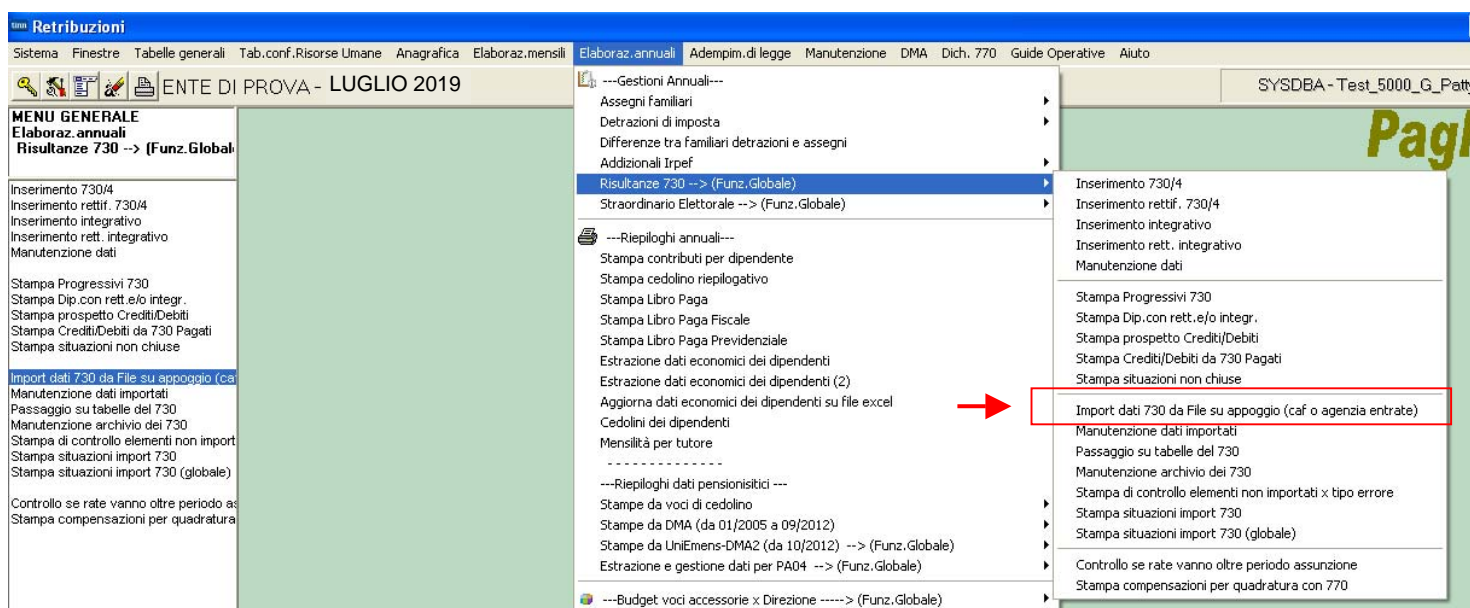 tinn Retribuzioni
Sistema Finestre Tabelle generali Tab.conf.Risorse Umane Anagrafica Elaboraz.mensili Elaboraz.annuali Adempim.di legge Manutenzione DMA Dich. 770 Guide Operative Aiuto
ENTE DI PROVA - LUGLIO 2019
SYSDBA - Test_5000_G_Patty
MENU GENERALE
Elaboraz.annuali
Risultanze 730 --> (Funz.Global
Inserimento 730/4
Inserimento rettif. 730/4
Inserimento integrativo
Inserimento rett. integrativo
Manutenzione dati
Stampa Progressivi 730
Stampa Dip.con rett.e/o integr.
Stampa prospetto Crediti/Debiti
Stampa Crediti/Debiti da 730 Pagati
Stampa situazioni non chiuse
Import dati 730 da File su appoggio (caf
Manutenzione dati importati
Passaggio su tabelle del 730
Manutenzione archivio dei 730
Stampa di controllo elementi non import
Stampa situazioni import 730
Stampa situazioni import 730 (globale)
Controllo se rate vanno oltre periodo as
Stampa compensazioni per quadratura
---Gestioni Annuali---
Assegni familiari
Detrazioni di imposta
Differenze tra familiari detrazioni e assegni
Addizionali Irpef
Risultanze 730 --> (Funz.Globale)
Straordinario Elettorale --> (Funz.Globale)
---Riepiloghi annuali---
Stampa contributi per dipendente
Stampa cedolino riepilogativo
Stampa Libro Paga
Stampa Libro Paga Fiscale
Stampa Libro Paga Previdenziale
Estrazione dati economici dei dipendenti
Estrazione dati economici dei dipendenti (2)
Aggiorna dati economici dei dipendenti su file excel
Cedolini dei dipendenti
Mensilità per tutore
- - - - - - - - - - - - - -
---Riepiloghi dati pensionisitici ---
Stampe da voci di cedolino
Stampe da DMA (da 01/2005 a 09/2012)
Stampe da UniEmens-DMA2 (da 10/2012) --> (Funz.Globale)
Estrazione e gestione dati per PA04 --> (Funz.Globale)
---Budget voci accessorie x Direzione -----> (Funz.Globale)
Pagh
Inserimento 730/4
Inserimento rettif. 730/4
Inserimento integrativo
Inserimento rett. integrativo
Manutenzione dati
Stampa Progressivi 730
Stampa Dip.con rett.e/o integr.
Stampa prospetto Crediti/Debiti
Stampa Crediti/Debiti da 730 Pagati
Stampa situazioni non chiuse
Import dati 730 da File su appoggio (caf o agenzia entrate)
Manutenzione dati importati
Passaggio su tabelle del 730
Manutenzione archivio dei 730
Stampa di controllo elementi non importati x tipo errore
Stampa situazioni import 730
Stampa situazioni import 730 (globale)
Controllo se rate vanno oltre periodo assunzione
Stampa compensazioni per quadratura con 770